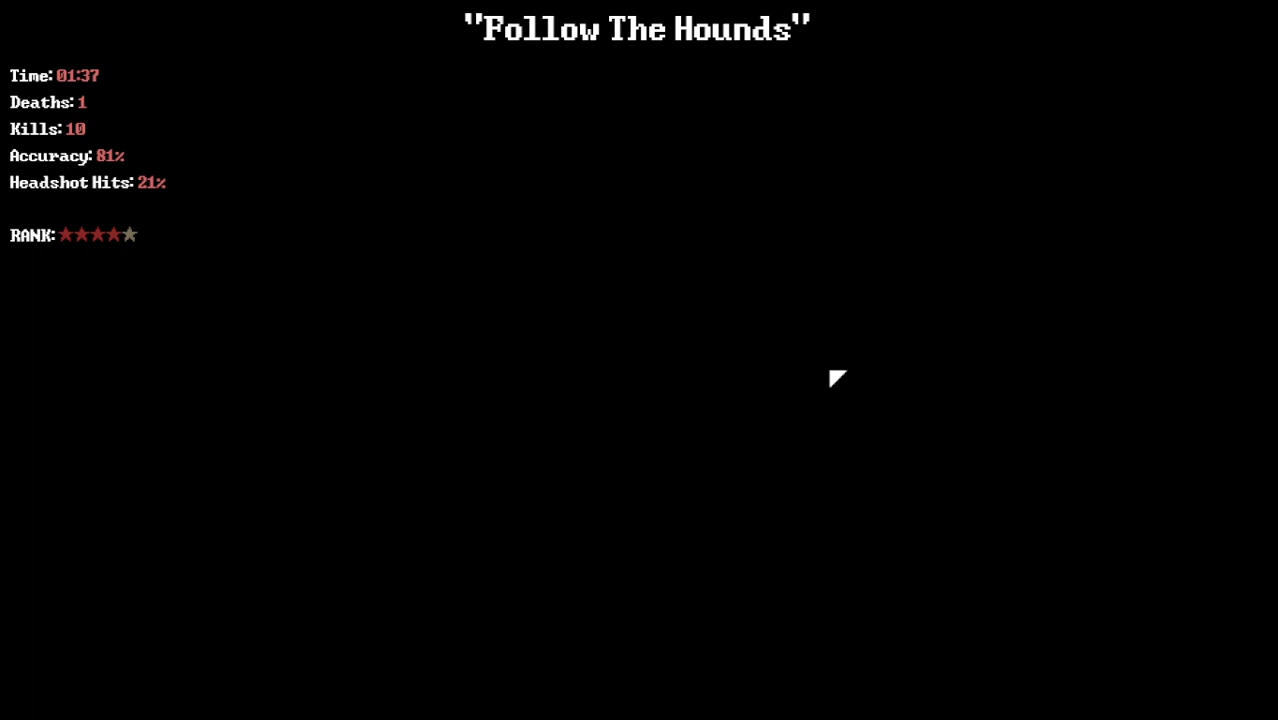 "Follow The Hounds"
Time: 01:37
Deaths: 1
Kills: 10
Accuracy: 81%
Headshot Hits: 21%
RANK: ★★★★★